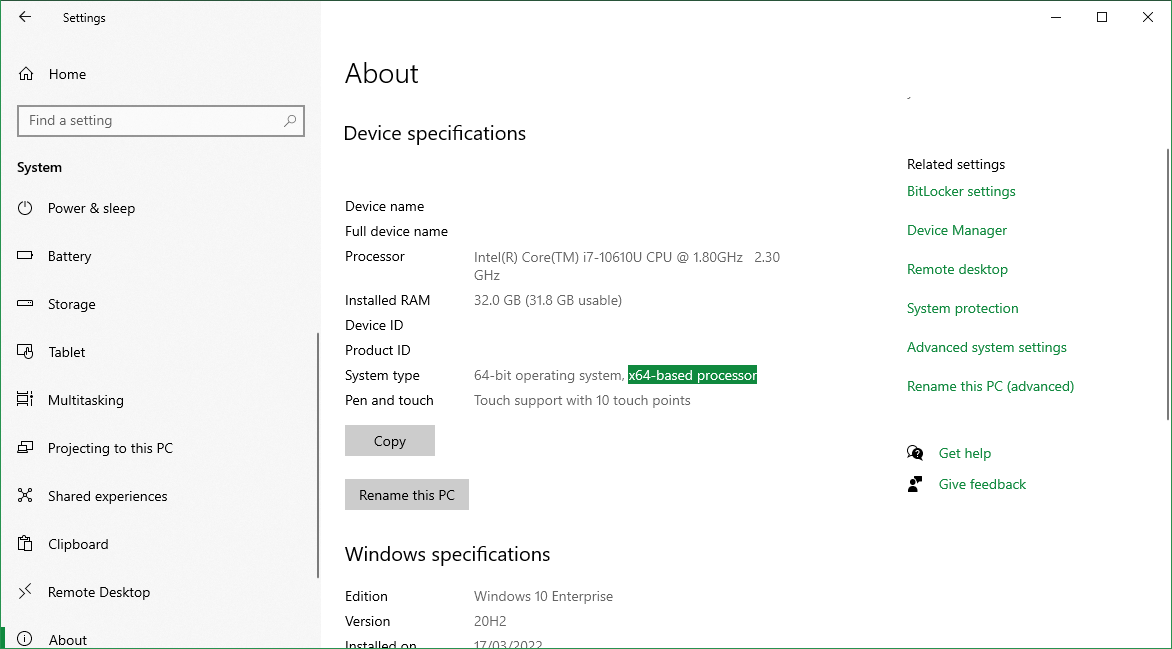 Settings
Home
Find a setting
System
Power & sleep
Battery
Storage
Tablet
Multitasking
Projecting to this PC
Shared experiences
Clipboard
Remote Desktop
About
About
Device specifications
Device name
Full device name
Processor Intel(R) Core(TM) i7-10610U CPU @ 1.80GHz 2.30
GHz
Installed RAM 32.0 GB (31.8 GB usable)
Device ID
Product ID
System type 64-bit operating system, x64-based processor
Pen and touch Touch support with 10 touch points
Copy
Rename this PC
Windows specifications
Edition Windows 10 Enterprise
Version 20H2
Installed on 17/03/2022
Related settings
BitLocker settings
Device Manager
Remote desktop
System protection
Advanced system settings
Rename this PC (advanced)
Get help
Give feedback